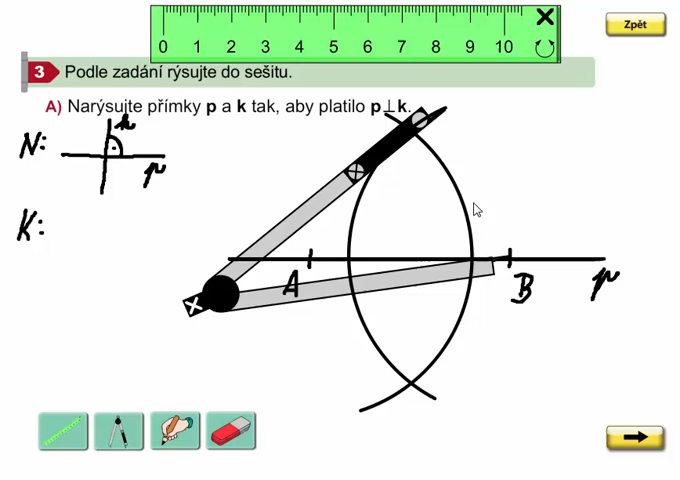 0 1 2 3 4 5 6 7 8 9 10
Zpět
3 Podle zadání rýsujte do sešitu.
A) Narýsujte přímky p a k tak, aby platilo p⊥k.
N:
k
p
K:
A
B
p